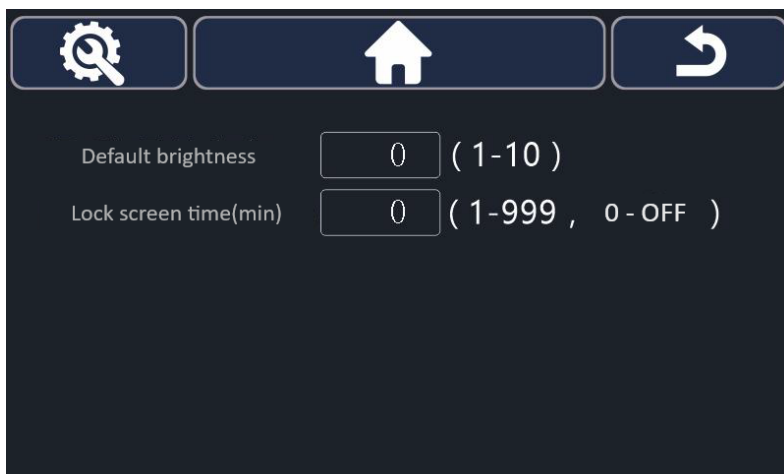 Default brightness 0 ( 1-10 )
Lock screen time(min) 0 ( 1-999 , 0 - OFF )